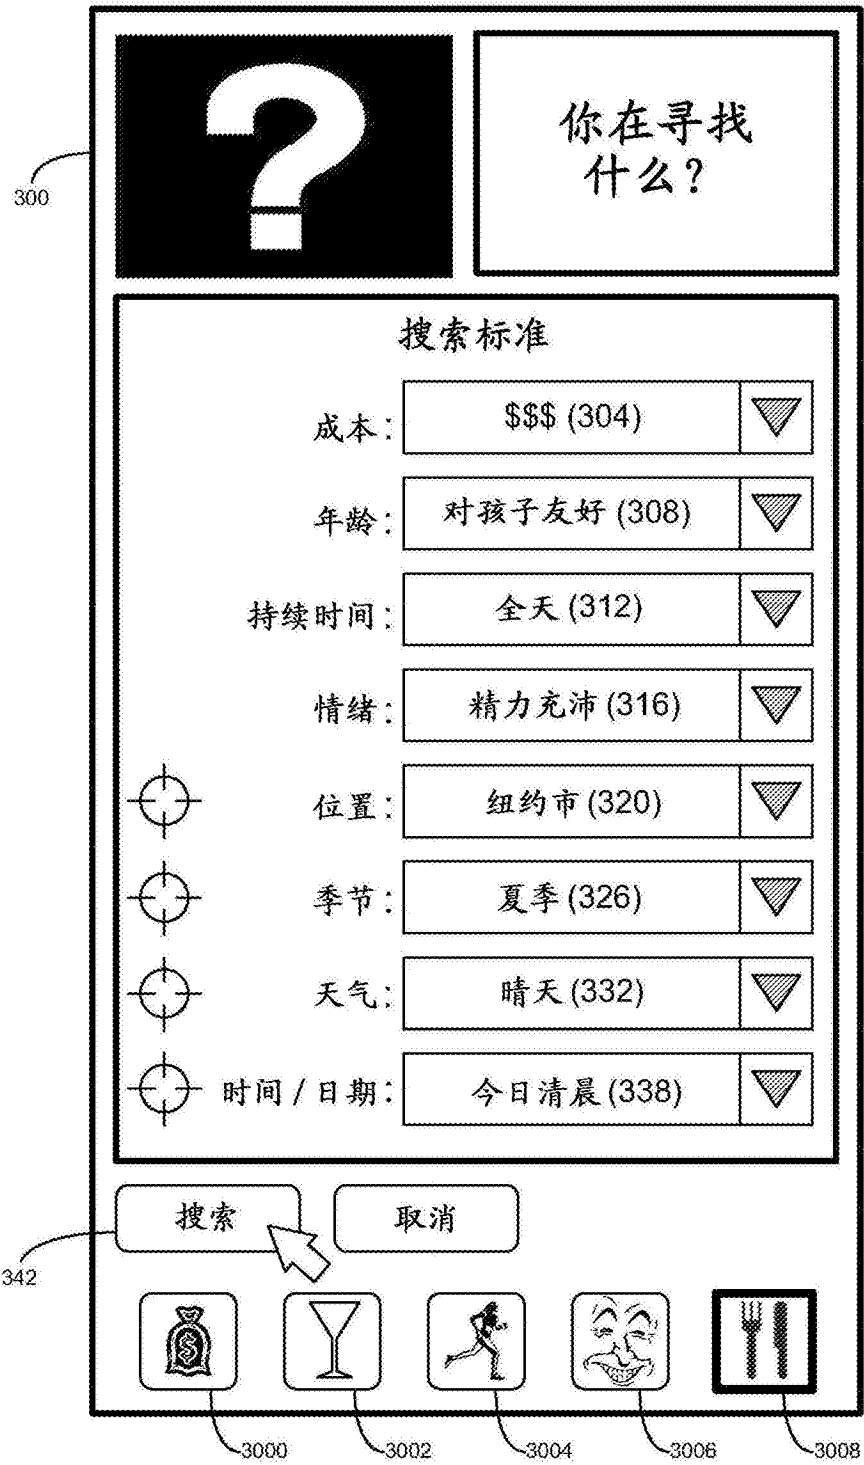 你在寻找
什么?
300
搜索标准
成本: $$$ (304)
年龄: 对孩子友好 (308)
持续时间: 全天 (312)
情绪: 精力充沛 (316)
位置: 纽约市 (320)
季节: 夏季 (326)
天气: 晴天 (332)
时间 / 日期: 今日清晨 (338)
搜索 取消
342
$
3000 3002 3004 3006 3008